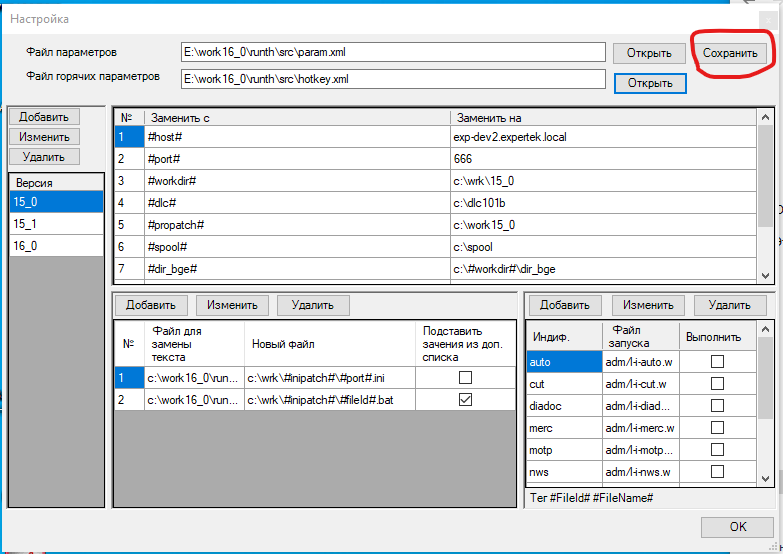 Настройка
Файл параметров E:\work16_0\runth\src\param.xml Открыть Сохранить
Файл горячих параметров E:\work16_0\runth\src\hotkey.xml Открыть
Добавить
Изменить
Удалить
Версия
15_0
15_1
16_0
№ Заменить с Заменить на
1 #host# exp-dev2.expertek.local
2 #port# 666
3 #workdir# c:\wrk\15_0
4 #dlc# c:\dlc101b
5 #propatch# c:\work15_0
6 #spool# c:\spool
7 #dir_bge# c:\#workdir#\dir_bge
Добавить Изменить Удалить
№ Файл для замены текста Новый файл Подставить зачения из доп. списка
1 c:\work16_0\run... c:\wrk\#inipatch#\#port#.ini
2 c:\work16_0\run... c:\wrk\#inipatch#\#fileId#.bat
Добавить Изменить Удалить
Индиф. Файл запуска Выполнить
auto adm/l-i-auto.w
cut adm/l-i-cut.w
diadoc adm/l-i-diad...
merc adm/l-i-merc.w
motp adm/l-i-motp...
nws adm/l-i-nws.w
Тег #FileId# #FileName#
OK